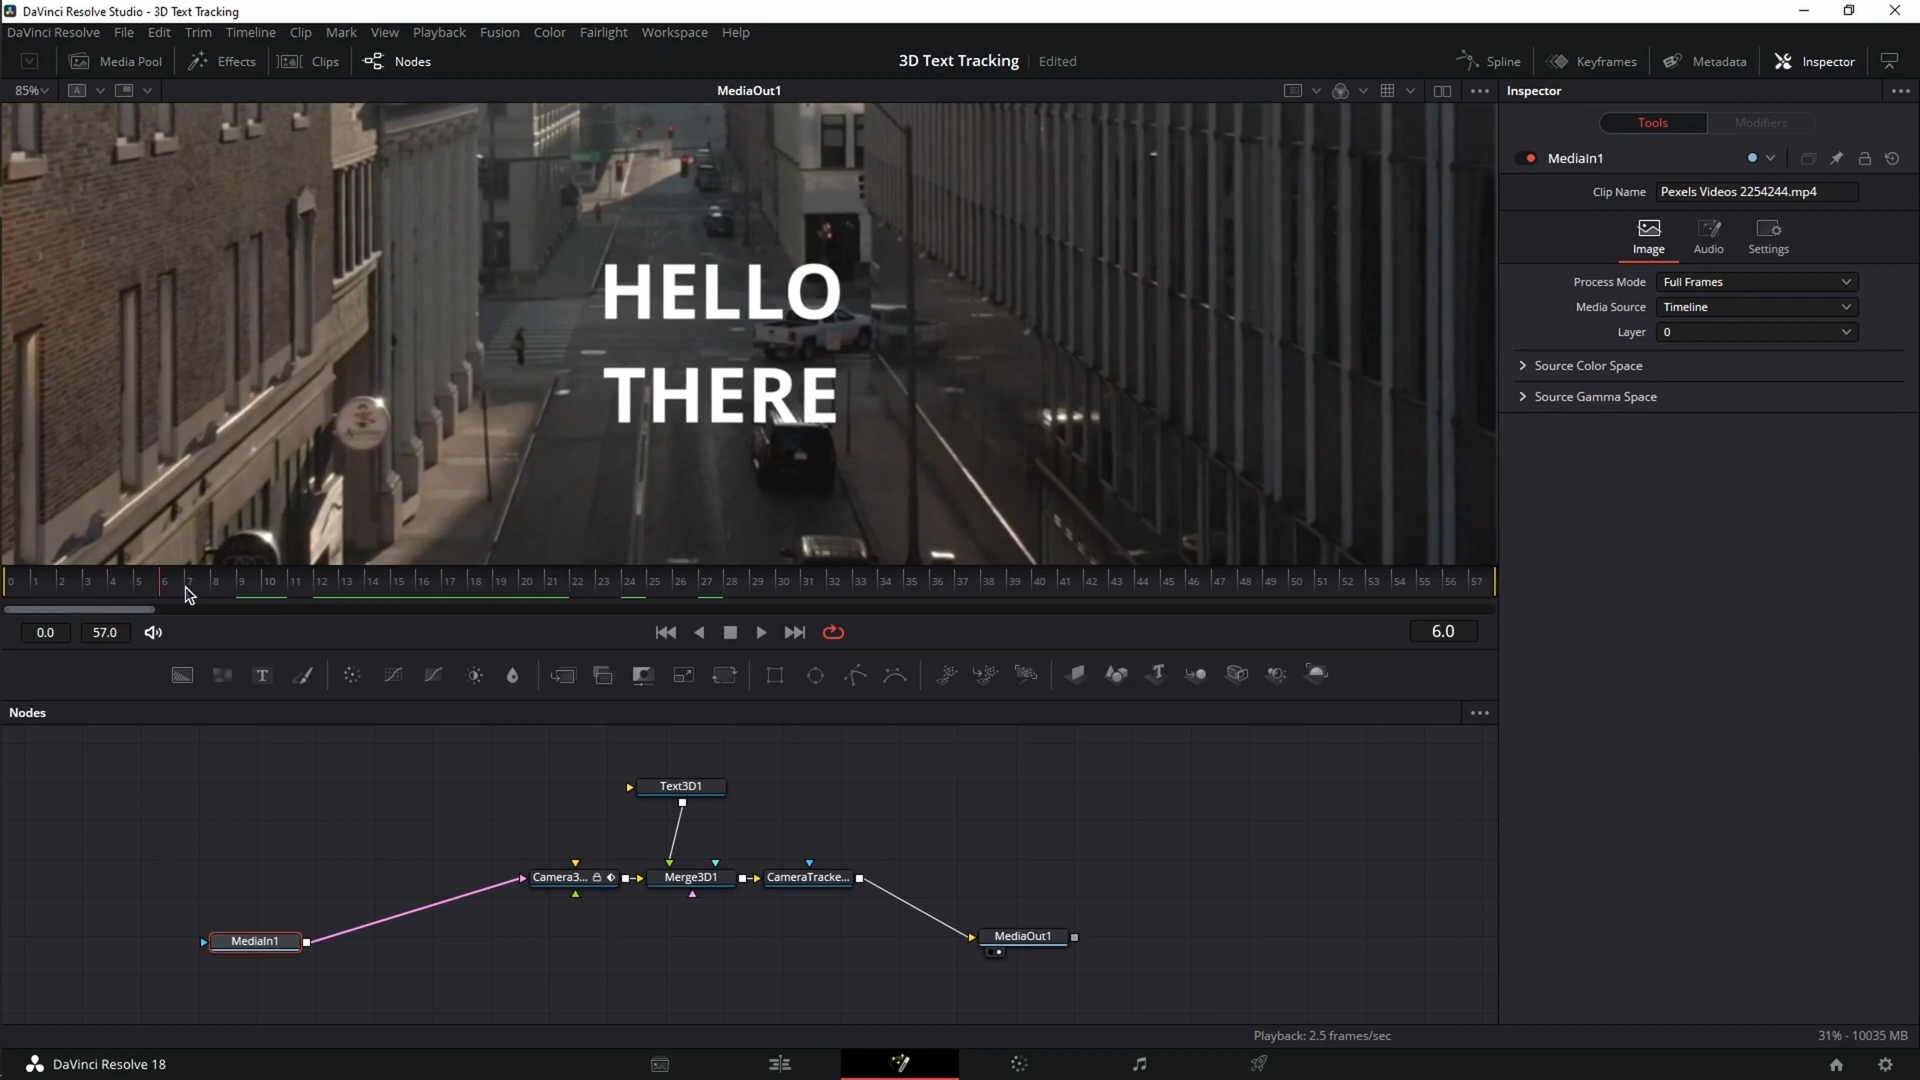 DaVinci Resolve Studio - 3D Text Tracking
DaVinci Resolve File Edit Trim Timeline Clip Mark View Playback Fusion Color Fairlight Workspace Help
Media Pool Effects Clips Nodes 3D Text Tracking Edited Spline Keyframes Metadata Inspector
85% A MediaOut1 Inspector
Tools Modifiers
MediaIn1
Clip Name Pexels Videos 2254244.mp4
Image Audio Settings
Process Mode Full Frames
Media Source Timeline
Layer 0
Source Color Space
Source Gamma Space
HELLO
THERE
0 1 2 3 4 5 6 7 8 9 10 11 12 13 14 15 16 17 18 19 20 21 22 23 24 25 26 27 28 29 30 31 32 33 34 35 36 37 38 39 40 41 42 43 44 45 46 47 48 49 50 51 52 53 54 55 56 57
0.0 57.0 6.0
T T
Nodes
Text3D1
Camera3... Merge3D1 CameraTracke...
MediaIn1 MediaOut1
Playback: 2.5 frames/sec 31% - 10035 MB
DaVinci Resolve 18